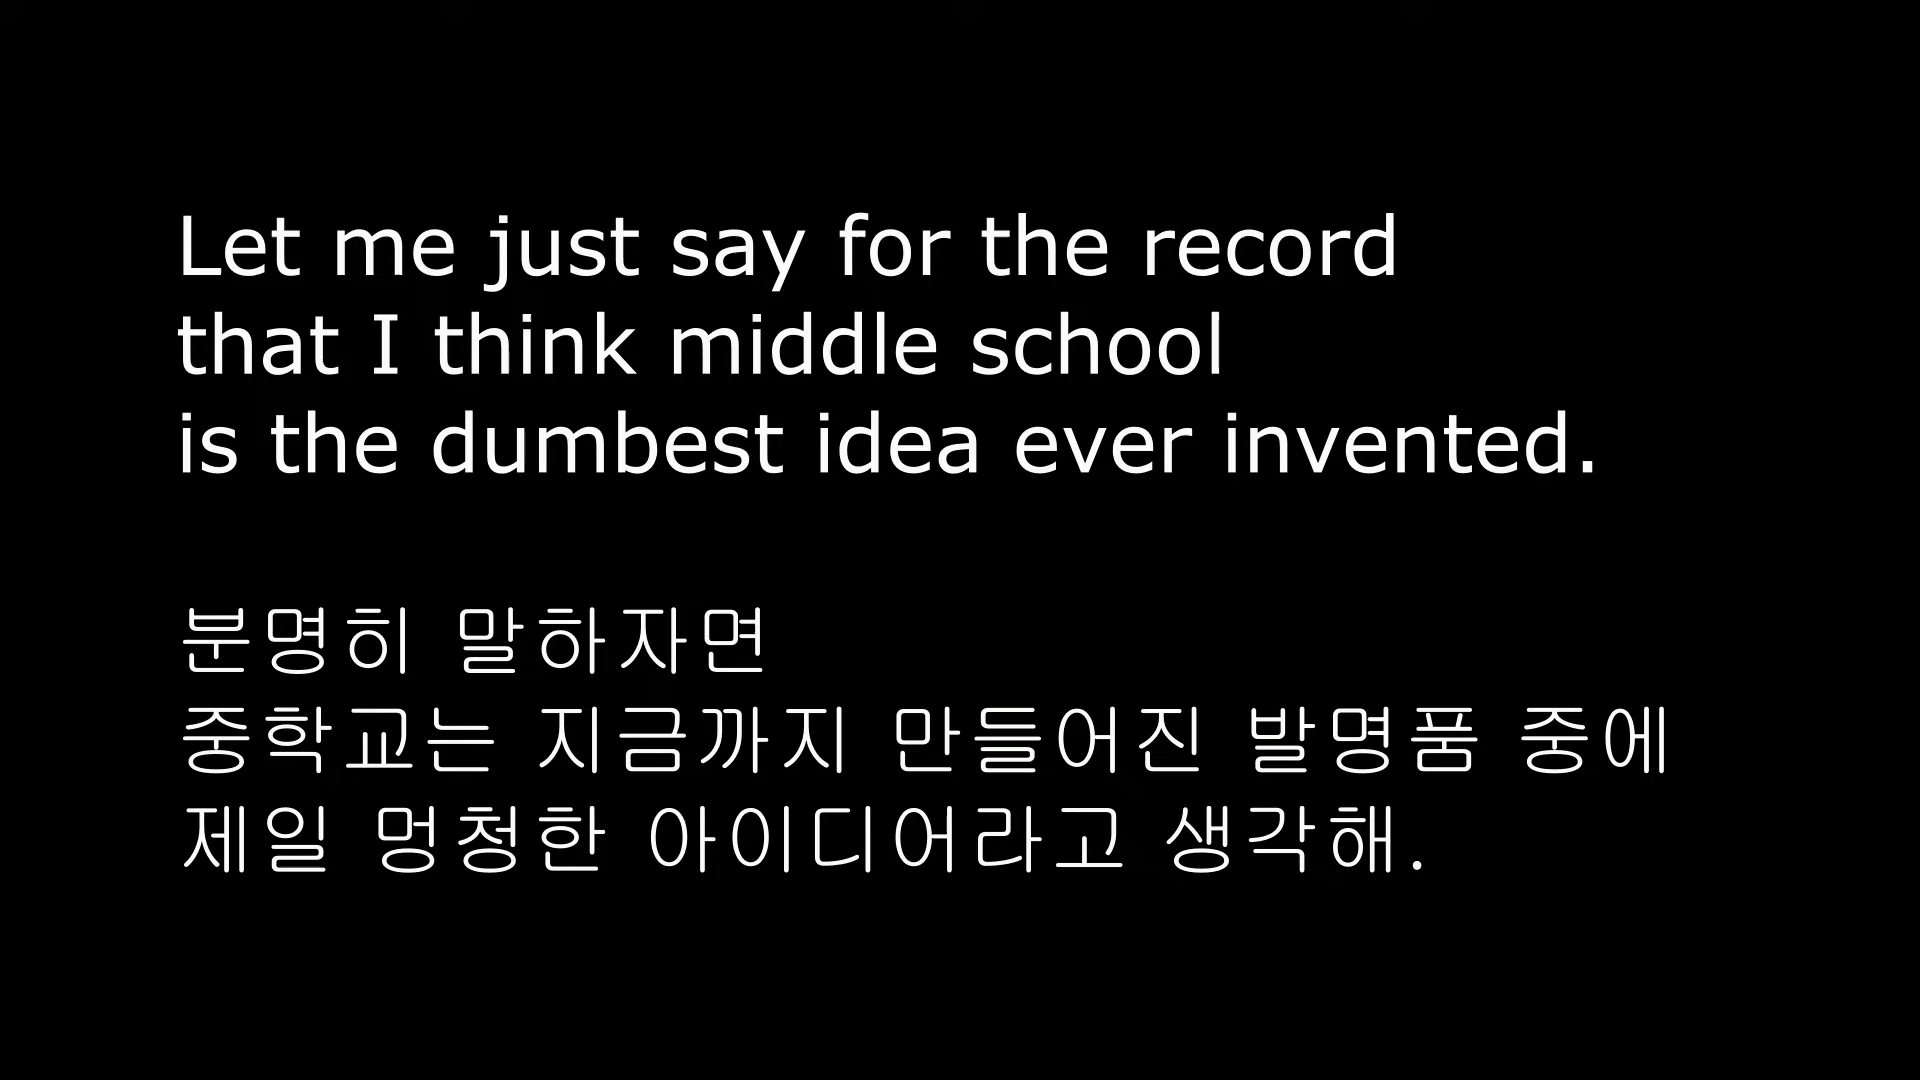 Let me just say for the record
that I think middle school
is the dumbest idea ever invented.
분명히 말하자면
중학교는 지금까지 만들어진 발명품 중에
제일 멍청한 아이디어라고 생각해.